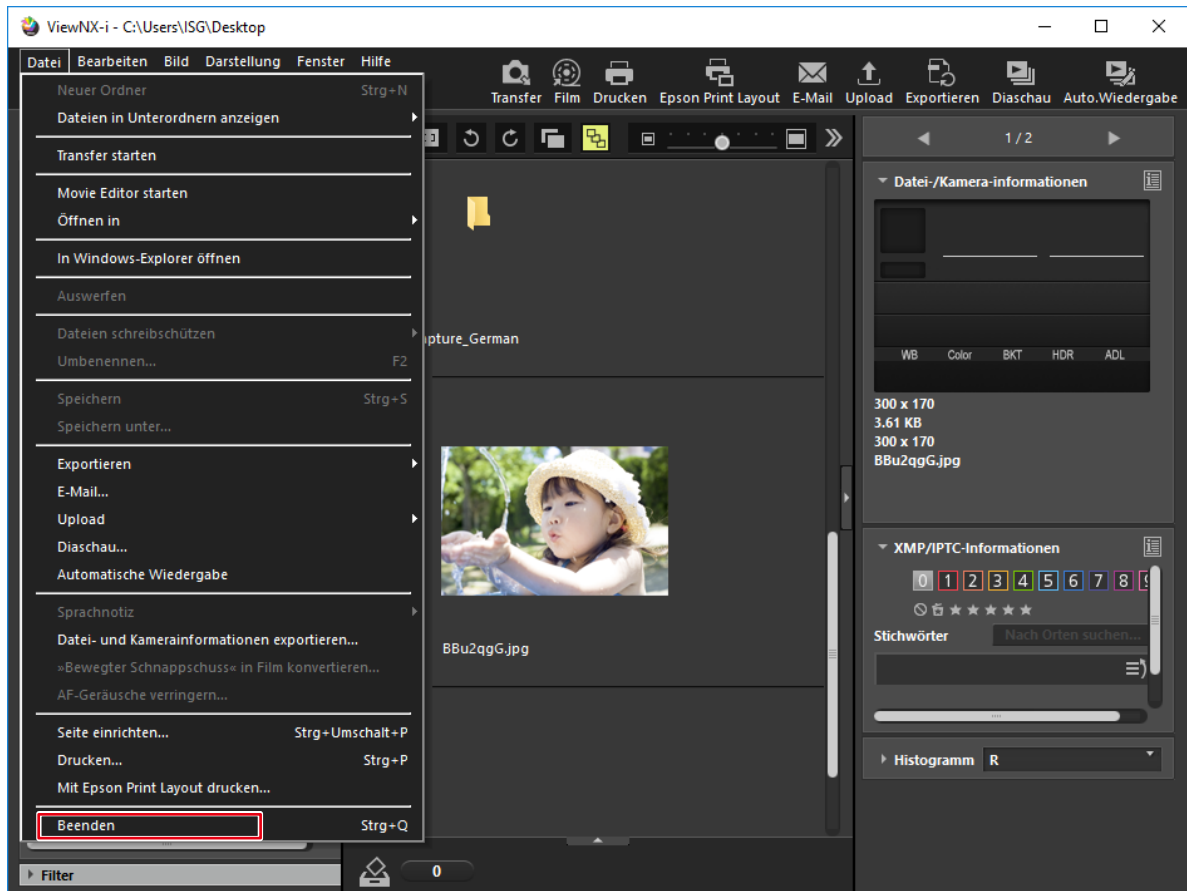 ViewNX-i - C:\Users\ISG\Desktop
Datei Bearbeiten Bild Darstellung Fenster Hilfe
Transfer Film Drucken Epson Print Layout E-Mail Upload Exportieren Diaschau Auto.Wiedergabe
Neuer Ordner Strg+N
Dateien in Unterordnern anzeigen
Transfer starten
Movie Editor starten
Öffnen in
In Windows-Explorer öffnen
Auswerfen
Dateien schreibschützen
Umbenennen... F2
Speichern Strg+S
Speichern unter...
Exportieren
E-Mail...
Upload
Diaschau...
Automatische Wiedergabe
Sprachnotiz
Datei- und Kamerainformationen exportieren...
»Bewegter Schnappschuss« in Film konvertieren...
AF-Geräusche verringern...
Seite einrichten... Strg+Umschalt+P
Drucken... Strg+P
Mit Epson Print Layout drucken...
Beenden Strg+Q
Filter
pture_German
BBu2qgG.jpg
0
1 / 2
Datei-/Kamera-informationen
WB Color BKT HDR ADL
300 x 170
3.61 KB
300 x 170
BBu2qgG.jpg
XMP/IPTC-Informationen
0 1 2 3 4 5 6 7 8 9
Stichwörter Nach Orten suchen...
Histogramm R